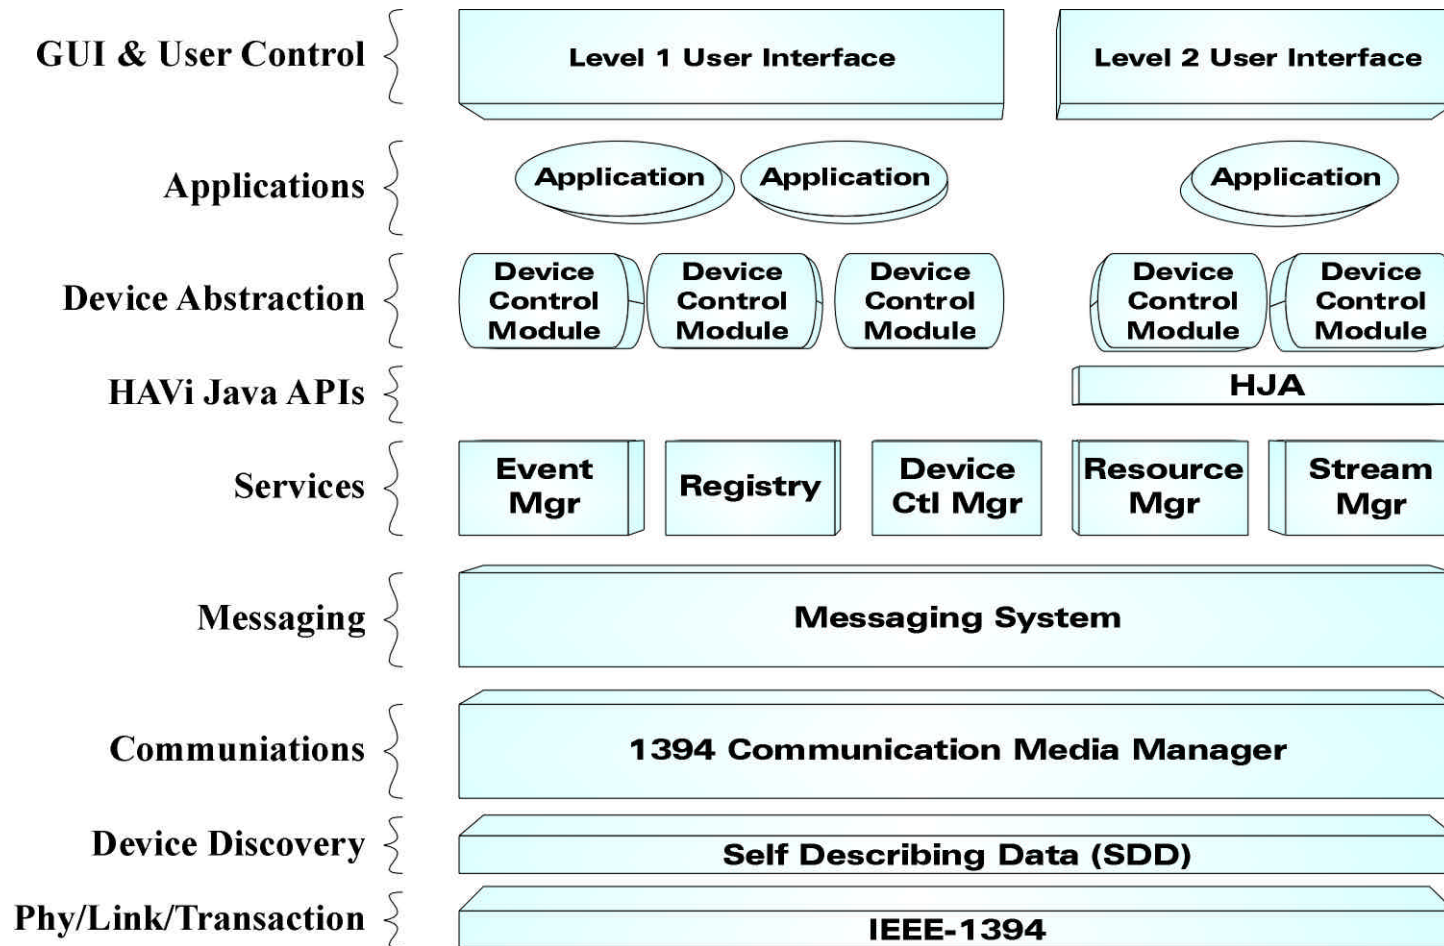 GUI & User Control
Level 1 User Interface
Level 2 User Interface
Applications
Application
Application
Application
Device Abstraction
Device
Control
Module
Device
Control
Module
Device
Control
Module
Device
Control
Module
Device
Control
Module
HAVi Java APIs
HJA
Services
Event
Mgr
Registry
Device
Ctl Mgr
Resource
Mgr
Stream
Mgr
Messaging
Messaging System
Communiations
1394 Communication Media Manager
Device Discovery
Self Describing Data (SDD)
Phy/Link/Transaction
IEEE-1394